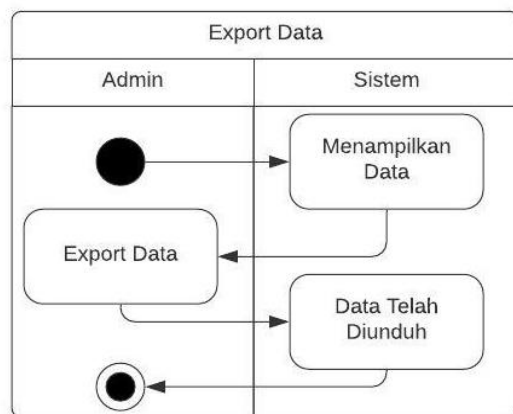 Export Data
Admin
Sistem
Menampilkan
Data
Export Data
Data Telah
Diunduh